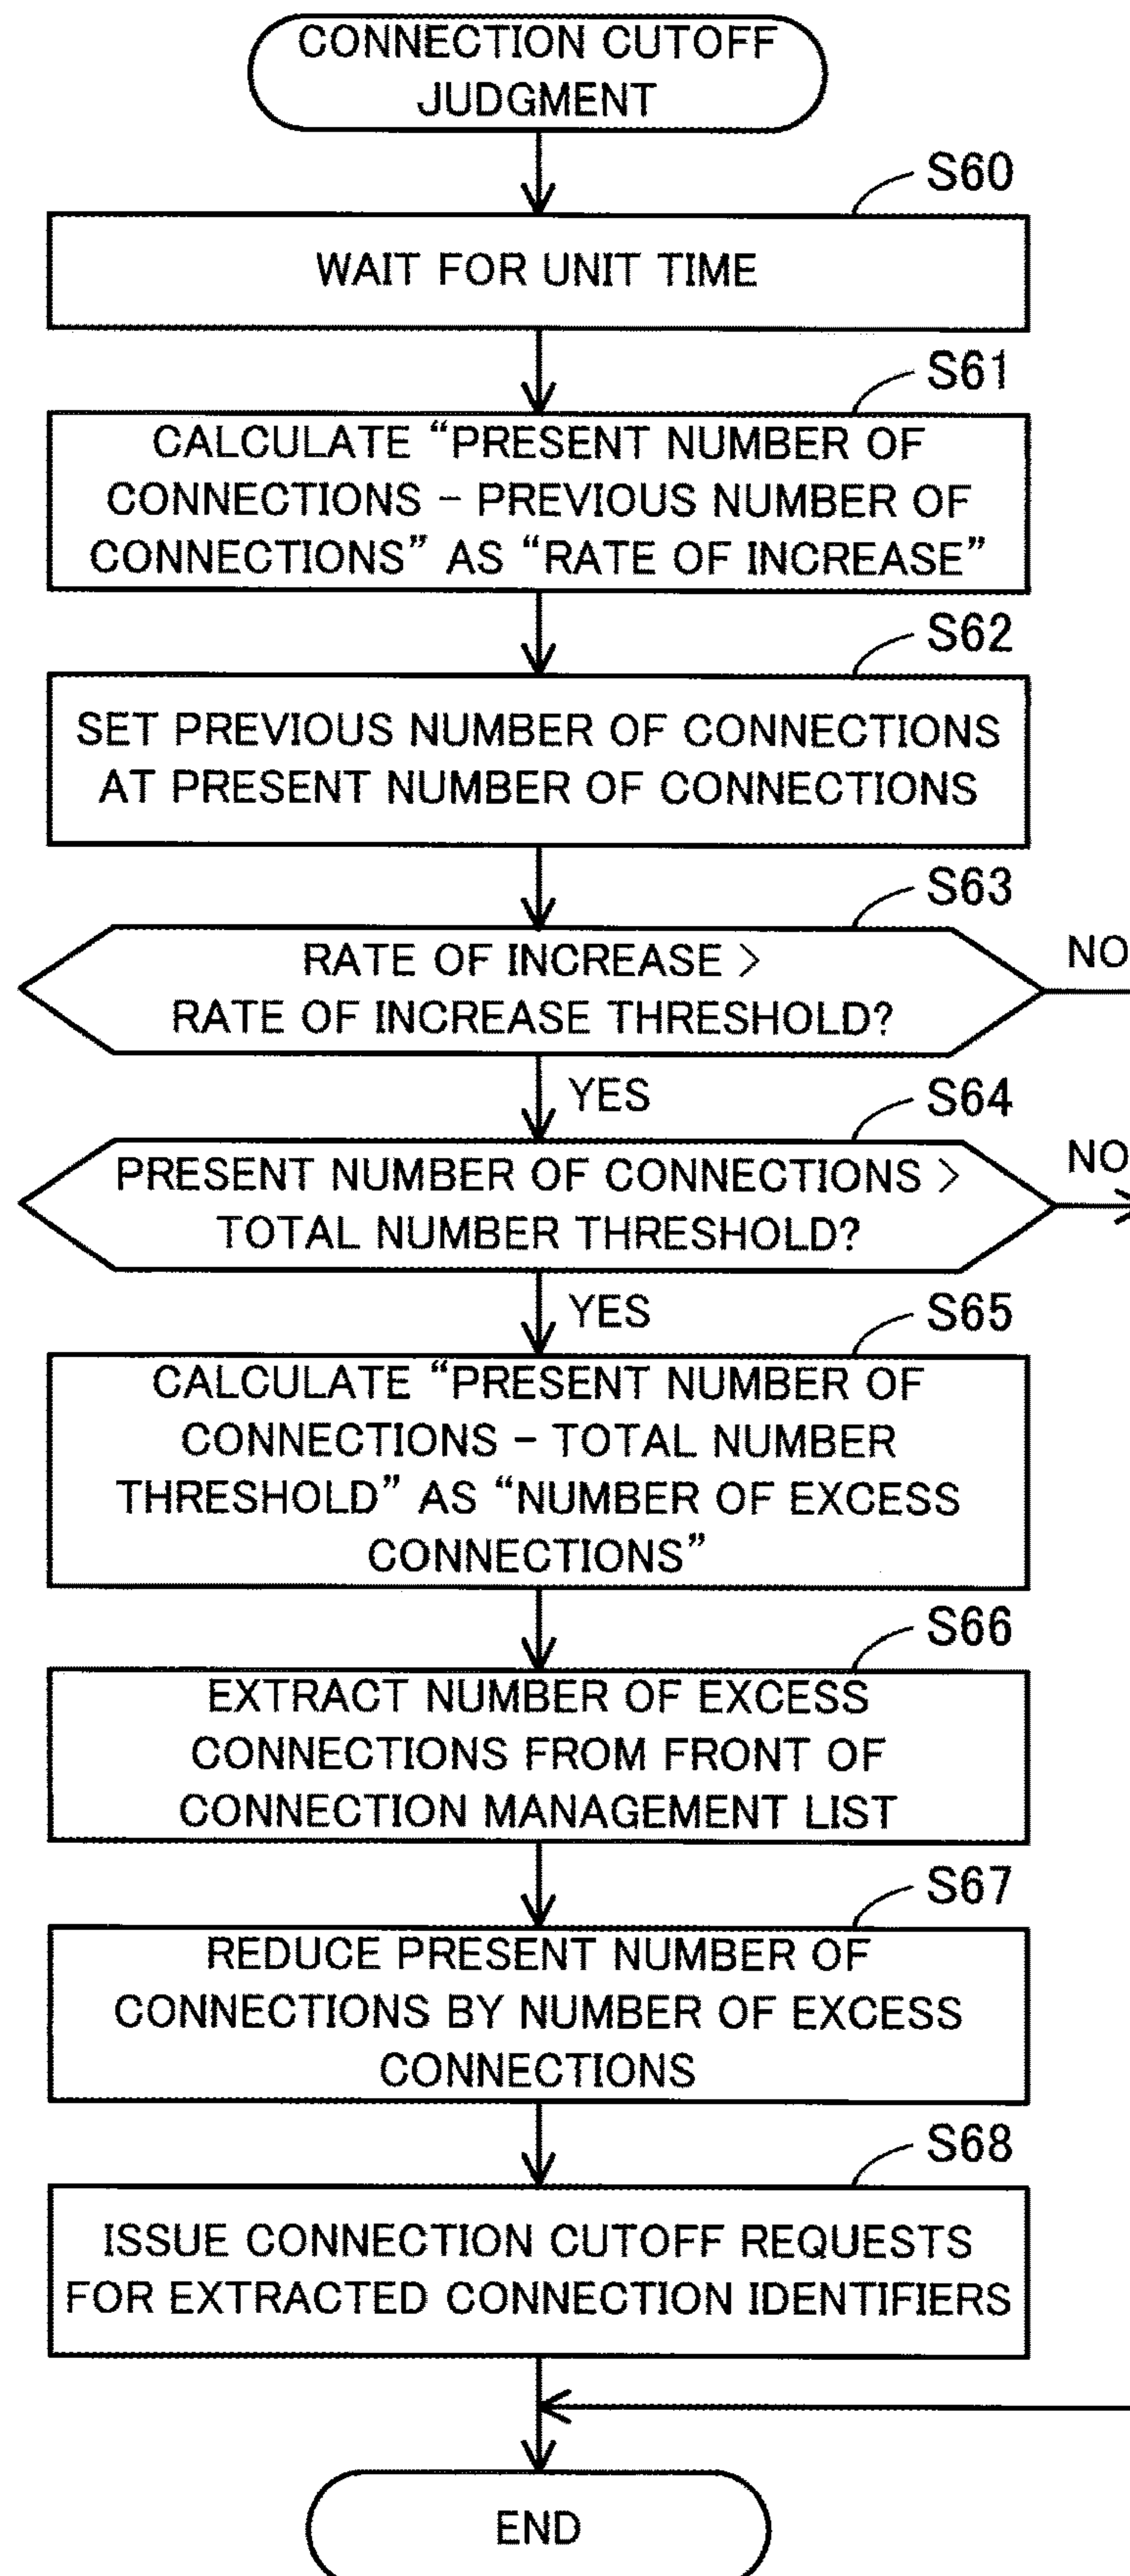 CONNECTION CUTOFF
JUDGMENT
S60
WAIT FOR UNIT TIME
S61
CALCULATE “PRESENT NUMBER OF
CONNECTIONS – PREVIOUS NUMBER OF
CONNECTIONS” AS “RATE OF INCREASE”
S62
SET PREVIOUS NUMBER OF CONNECTIONS
AT PRESENT NUMBER OF CONNECTIONS
S63
RATE OF INCREASE >
RATE OF INCREASE THRESHOLD?
NO
YES
S64
PRESENT NUMBER OF CONNECTIONS >
TOTAL NUMBER THRESHOLD?
NO
YES
S65
CALCULATE “PRESENT NUMBER OF
CONNECTIONS – TOTAL NUMBER
THRESHOLD” AS “NUMBER OF EXCESS
CONNECTIONS”
S66
EXTRACT NUMBER OF EXCESS
CONNECTIONS FROM FRONT OF
CONNECTION MANAGEMENT LIST
S67
REDUCE PRESENT NUMBER OF
CONNECTIONS BY NUMBER OF EXCESS
CONNECTIONS
S68
ISSUE CONNECTION CUTOFF REQUESTS
FOR EXTRACTED CONNECTION IDENTIFIERS
END